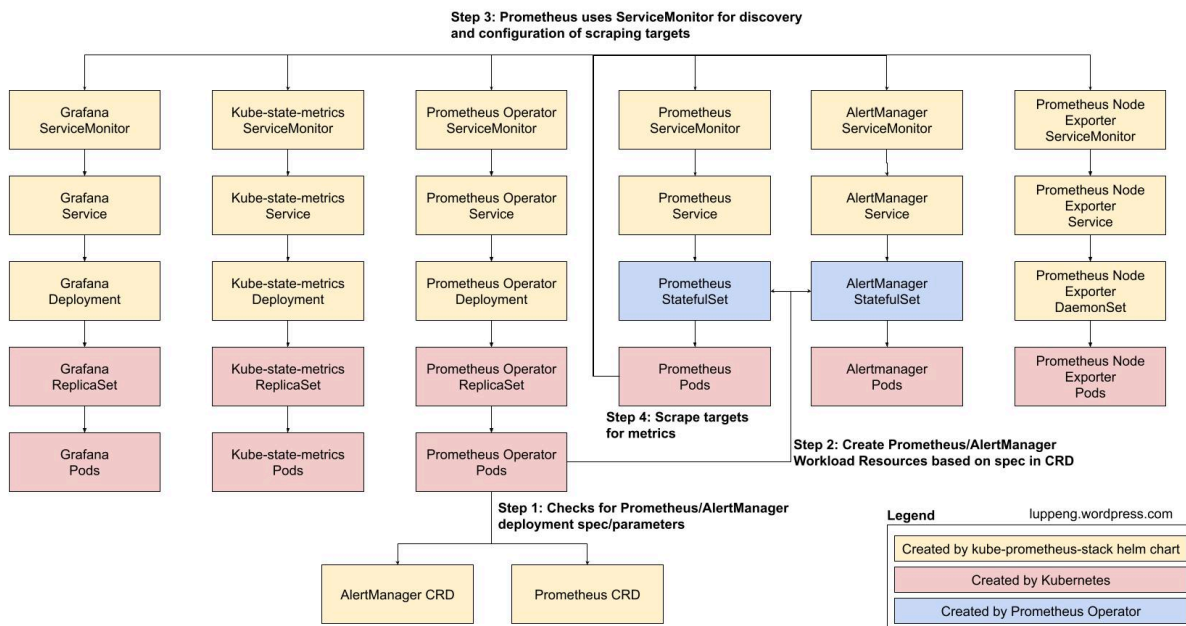 Step 3: Prometheus uses ServiceMonitor for discovery
and configuration of scraping targets
Grafana
ServiceMonitor
Kube-state-metrics
ServiceMonitor
Prometheus Operator
ServiceMonitor
Prometheus
ServiceMonitor
AlertManager
ServiceMonitor
Prometheus Node
Exporter
ServiceMonitor
Grafana
Service
Kube-state-metrics
Service
Prometheus Operator
Service
Prometheus
Service
AlertManager
Service
Prometheus Node
Exporter
Service
Grafana
Deployment
Kube-state-metrics
Deployment
Prometheus Operator
Deployment
Prometheus
StatefulSet
AlertManager
StatefulSet
Prometheus Node
Exporter
DaemonSet
Grafana
ReplicaSet
Kube-state-metrics
ReplicaSet
Prometheus Operator
ReplicaSet
Prometheus
Pods
Alertmanager
Pods
Prometheus Node
Exporter
Pods
Step 4: Scrape targets
for metrics
Grafana
Pods
Kube-state-metrics
Pods
Prometheus Operator
Pods
Step 2: Create Prometheus/AlertManager
Workload Resources based on spec in CRD
Step 1: Checks for Prometheus/AlertManager
deployment spec/parameters
AlertManager CRD
Prometheus CRD
Legend
luppeng.wordpress.com
Created by kube-prometheus-stack helm chart
Created by Kubernetes
Created by Prometheus Operator